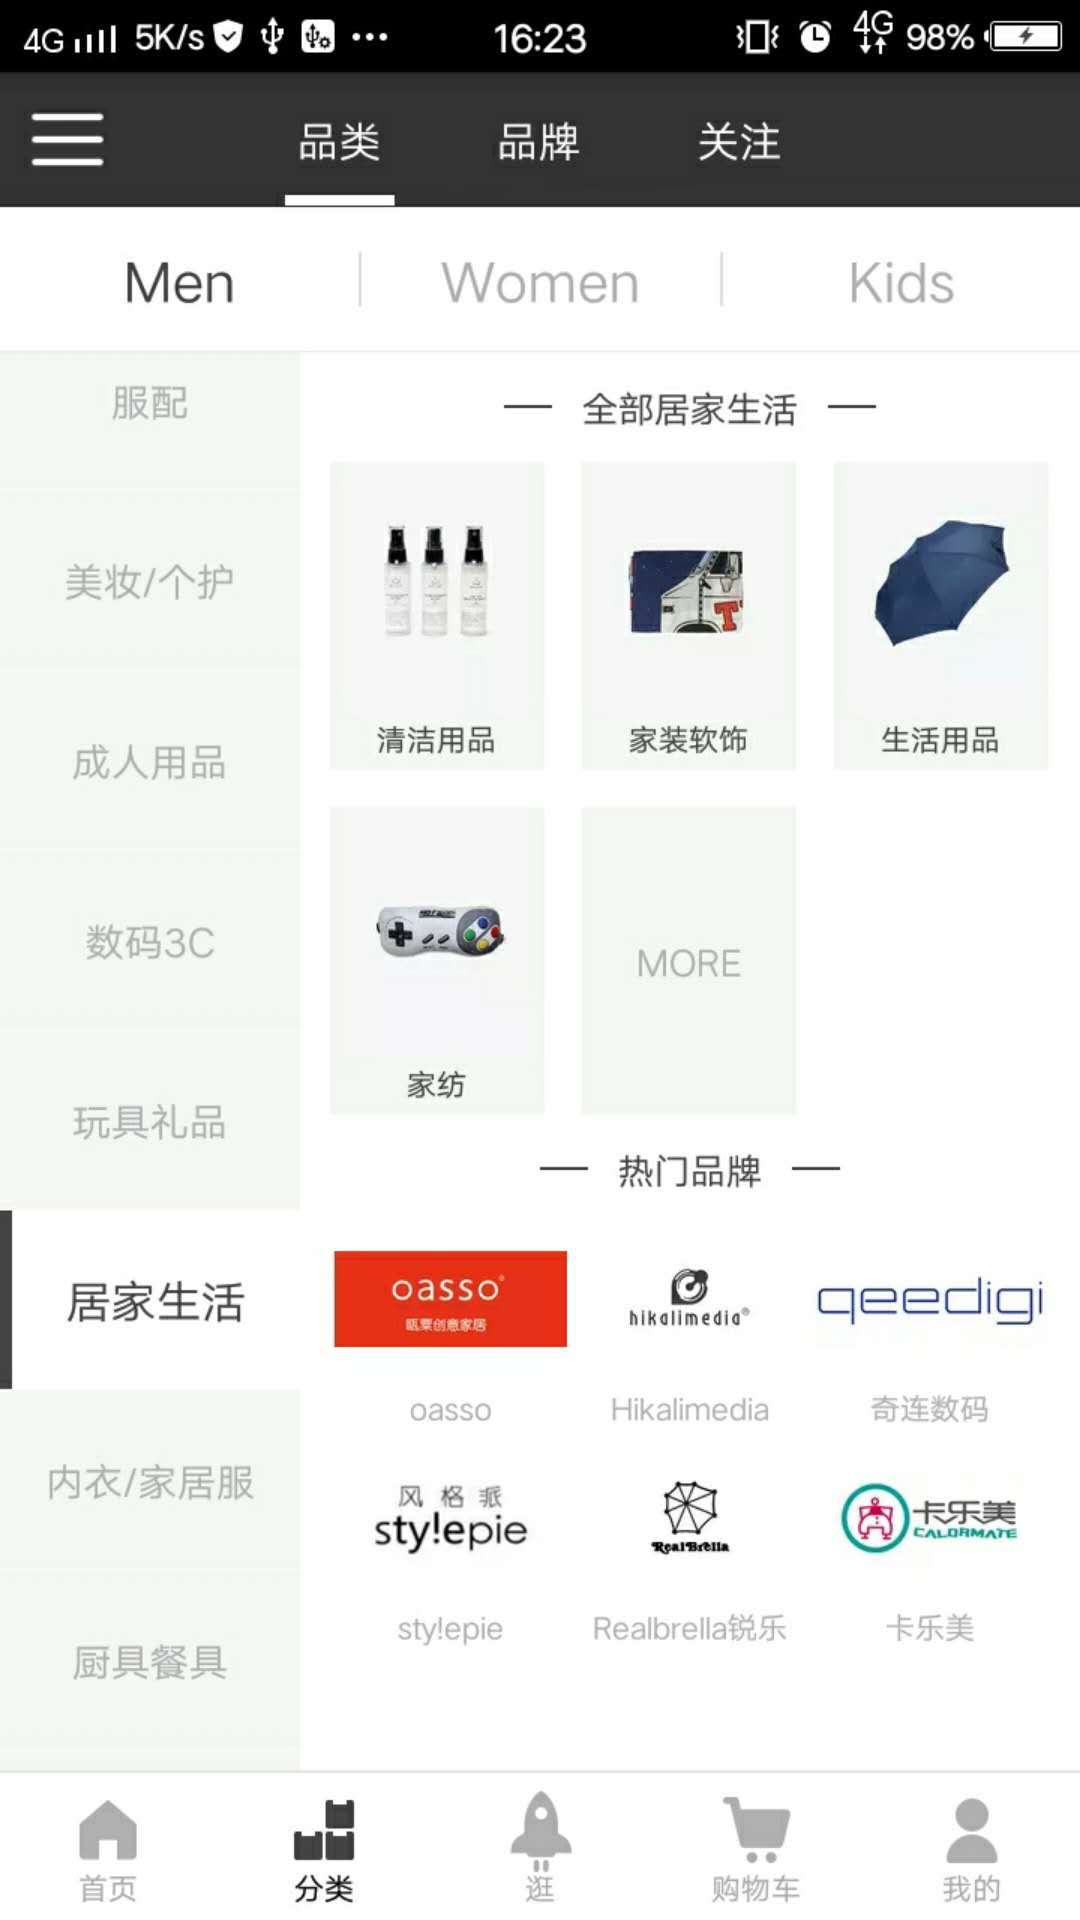 4G 5K/s 16:23 4G 98%
品类 品牌 关注
Men Women Kids
服配
美妆/个护
成人用品
数码3C
玩具礼品
居家生活
内衣/家居服
厨具餐具
全部居家生活
清洁用品 家装软饰 生活用品
家纺 MORE
热门品牌
oasso
瓯粟创意家居
hikalimedia®
qeedigi
oasso Hikalimedia 奇连数码
风格派
sty!epie
RealBrella
卡乐美
CALORMATE
sty!epie Realbrella锐乐 卡乐美
首页 分类 逛 购物车 我的